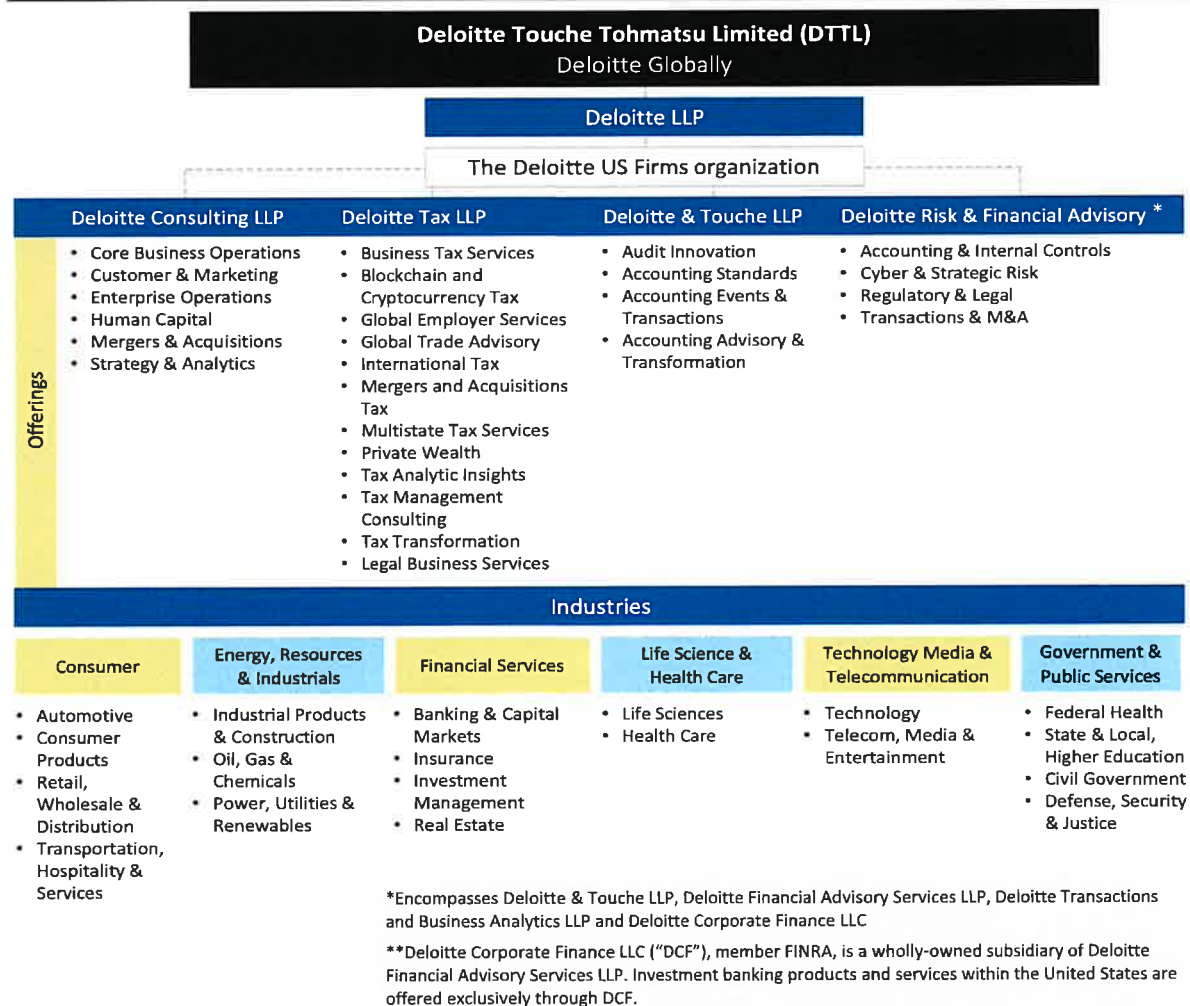 Deloitte Touche Tohmatsu Limited (DTTL)
Deloitte Globally
Deloitte LLP
The Deloitte US Firms organization
Deloitte Consulting LLP
Deloitte Tax LLP
Deloitte & Touche LLP
Deloitte Risk & Financial Advisory *
Offerings
• Core Business Operations
• Customer & Marketing
• Enterprise Operations
• Human Capital
• Mergers & Acquisitions
• Strategy & Analytics
• Business Tax Services
• Blockchain and
Cryptocurrency Tax
• Global Employer Services
• Global Trade Advisory
• International Tax
• Mergers and Acquisitions
Tax
• Multistate Tax Services
• Private Wealth
• Tax Analytic Insights
• Tax Management
Consulting
• Tax Transformation
• Legal Business Services
• Audit Innovation
• Accounting Standards
• Accounting Events &
Transactions
• Accounting Advisory &
Transformation
• Accounting & Internal Controls
• Cyber & Strategic Risk
• Regulatory & Legal
• Transactions & M&A
Industries
Consumer
• Automotive
• Consumer
Products
• Retail,
Wholesale &
Distribution
• Transportation,
Hospitality &
Services
Energy, Resources
& Industrials
• Industrial Products
& Construction
• Oil, Gas &
Chemicals
• Power, Utilities &
Renewables
Financial Services
• Banking & Capital
Markets
• Insurance
• Investment
Management
• Real Estate
Life Science &
Health Care
• Life Sciences
• Health Care
Technology Media &
Telecommunication
• Technology
• Telecom, Media &
Entertainment
Government &
Public Services
• Federal Health
• State & Local,
Higher Education
• Civil Government
• Defense, Security
& Justice
*Encompasses Deloitte & Touche LLP, Deloitte Financial Advisory Services LLP, Deloitte Transactions
and Business Analytics LLP and Deloitte Corporate Finance LLC
**Deloitte Corporate Finance LLC ("DCF"), member FINRA, is a wholly-owned subsidiary of Deloitte
Financial Advisory Services LLP. Investment banking products and services within the United States are
offered exclusively through DCF.